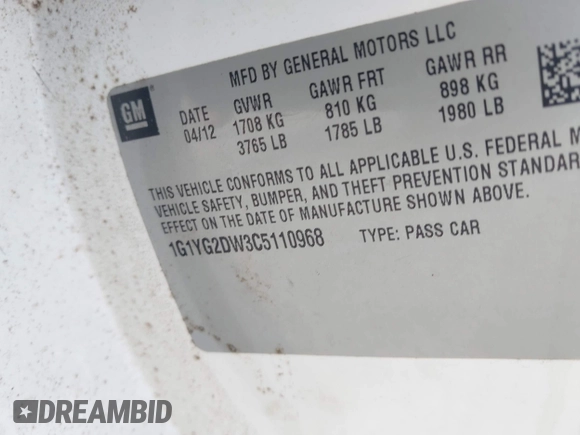 MFD BY GENERAL MOTORS LLC
GM
DATE GVWR GAWR FRT GAWR RR
04/12 1708 KG 810 KG 898 KG
3765 LB 1785 LB 1980 LB
THIS VEHICLE CONFORMS TO ALL APPLICABLE U.S. FEDERAL M
VEHICLE SAFETY, BUMPER, AND THEFT PREVENTION STANDAR
EFFECT ON THE DATE OF MANUFACTURE SHOWN ABOVE.
1G1YG2DW3C5110968 TYPE: PASS CAR
DREAMBID